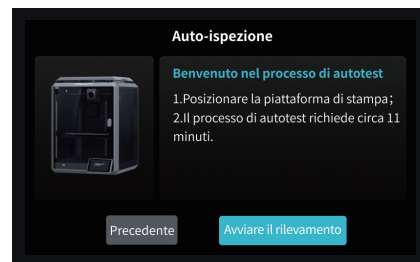 Auto-ispezione
Benvenuto nel processo di autotest
1.Posizionare la piattaforma di stampa；
2.Il processo di autotest richiede circa 11
minuti.
Precedente
Avviare il rilevamento